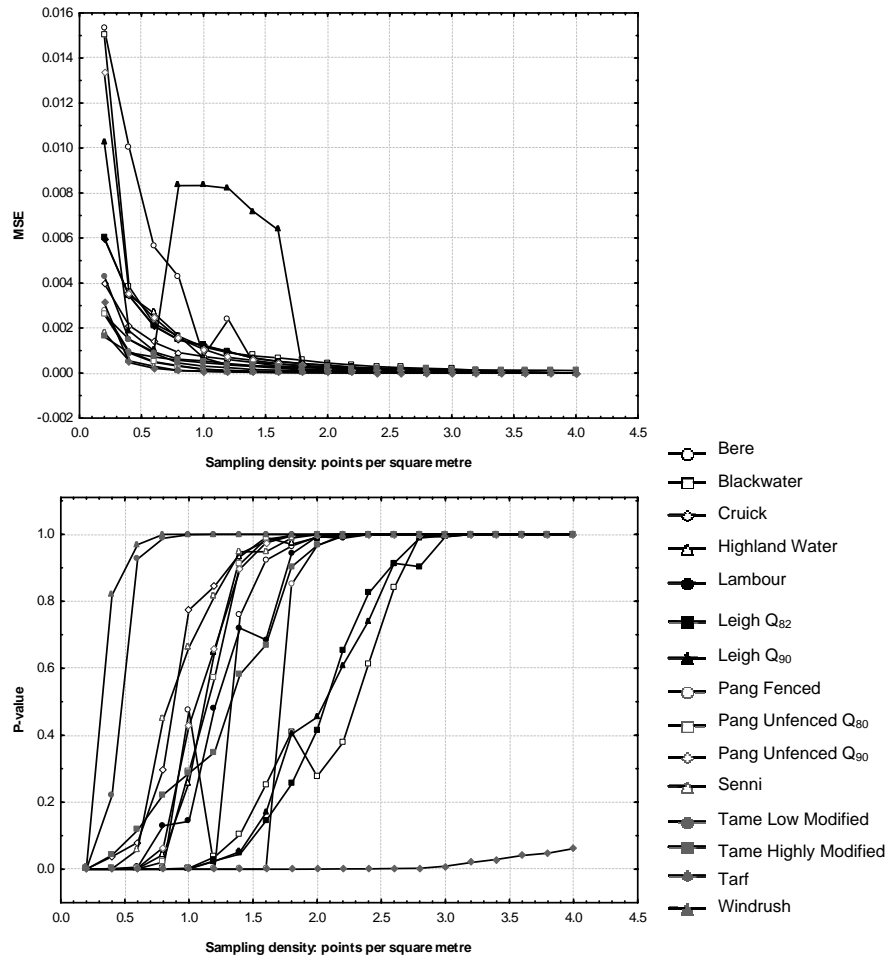 0.016
0.014
0.012
0.010
0.008
0.006
0.004
0.002
0.000
-0.002
MSE
0.0 0.5 1.0 1.5 2.0 2.5 3.0 3.5 4.0 4.5
Sampling density: points per square metre
1.0
0.8
0.6
0.4
0.2
0.0
P-value
0.0 0.5 1.0 1.5 2.0 2.5 3.0 3.5 4.0 4.5
Sampling density: points per square metre
Bere
Blackwater
Cruick
Highland Water
Lambour
Leigh Q82
Leigh Q90
Pang Fenced
Pang Unfenced Q80
Pang Unfenced Q90
Senni
Tame Low Modified
Tame Highly Modified
Tarf
Windrush